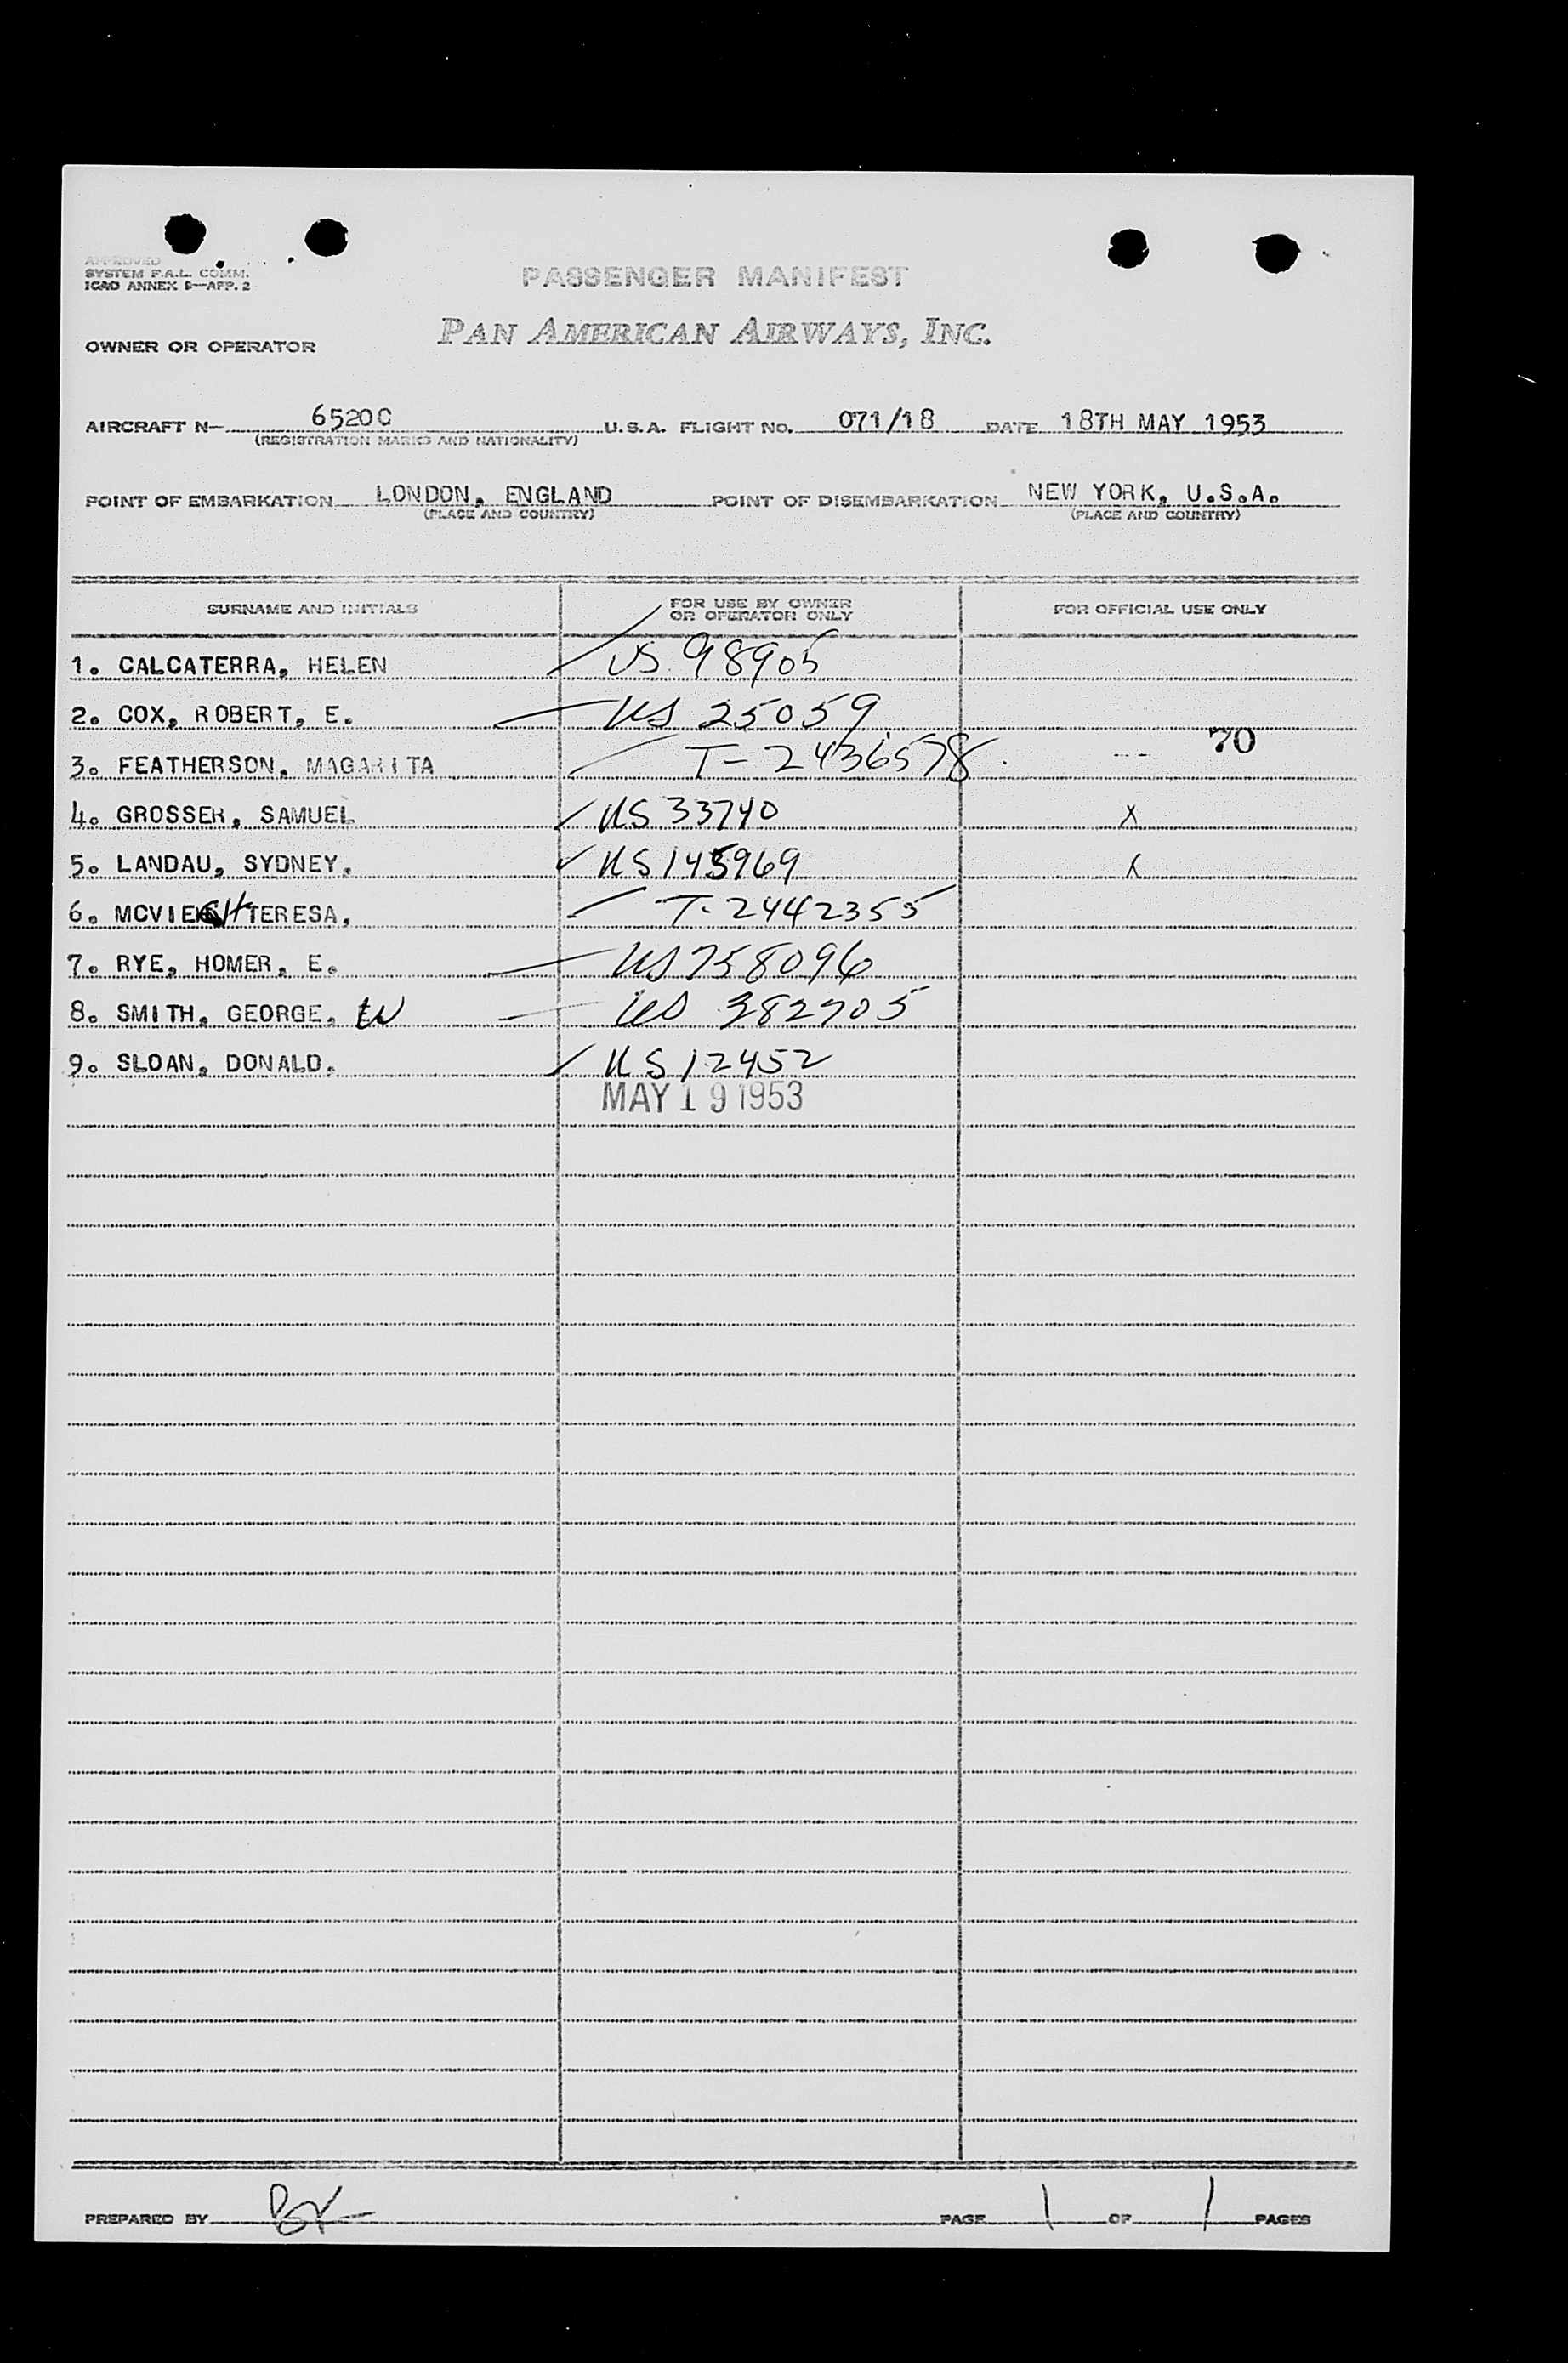 APPROVED
SYSTEM F.A.L. COMM.
ICAO ANNEX 9—APP. 2
PASSENGER MANIFEST
OWNER OR OPERATOR PAN AMERICAN AIRWAYS, INC.
AIRCRAFT N— 6520C U.S.A. FLIGHT NO. 071/18 DATE 18TH MAY 1953
(REGISTRATION MARKS AND NATIONALITY)
POINT OF EMBARKATION LONDON, ENGLAND POINT OF DISEMBARKATION NEW YORK, U.S.A.
(PLACE AND COUNTRY) (PLACE AND COUNTRY)
SURNAME AND INITIALS FOR USE BY OWNER OR OPERATOR ONLY FOR OFFICIAL USE ONLY
1. CALCATERRA, HELEN US 98905
2. COX, ROBERT, E. US 25059
3. FEATHERSON, MAGARITA T-2436578 70
4. GROSSER, SAMUEL ✓ US 33740 X
5. LANDAU, SYDNEY. ✓ US 145969 X
6. MCVIEGH TERESA. T-2442355
7. RYE, HOMER, E. US 758096
8. SMITH, GEORGE, W US 382705
9. SLOAN, DONALD. ✓ US 12452
MAY 19 1953
PREPARED BY PAGE 1 OF 1 PAGES